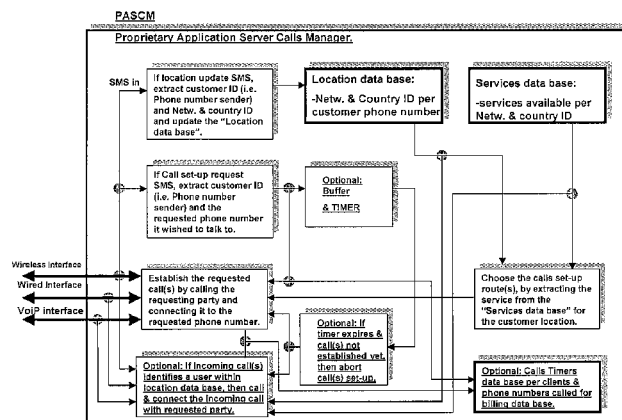 PASCM
Proprietary Application Server Calls Manager.
SMS in
If location update SMS,
extract customer ID (i.e.
Phone number sender)
and Netw. & country ID
and update the "Location
data base".
Location data base:
-Netw. & Country ID per
customer phone number
Services data base:
-services available per
Netw. & country ID
If Call set-up request
SMS, extract customer ID
(i.e. Phone number
sender) and the
requested phone number
it wished to talk to.
Optional:
Buffer
& TIMER
Wireless Interface
Wired Interface
VoiP interface
Establish the requested
call(s) by calling the
requesting party and
connecting it to the
requested phone number.
Choose the calls set-up
route(s), by extracting the
service from the
"Services data base" for
the customer location.
Optional: If
timer expires &
call(s) not
established yet,
then abort
call(s) set-up.
Optional: If Incoming call(s)
identifies a user within
location data base, then call
& connect the incoming call
with requested party.
Optional: Calls Timers
data base per clients &
phone numbers called for
billing data base.